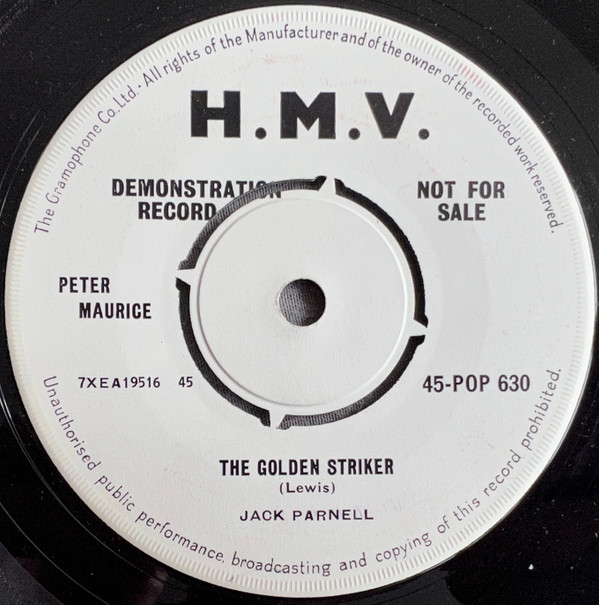 The Gramophone Co. Ltd. · All rights of the Manufacturer and of the owner of the recorded work reserved.
H.M.V.
DEMONSTRATION
RECORD
NOT FOR
SALE
PETER
MAURICE
7XEA19516 45
45-POP 630
THE GOLDEN STRIKER
(Lewis)
JACK PARNELL
Unauthorised public performance, broadcasting and copying of this record prohibited.